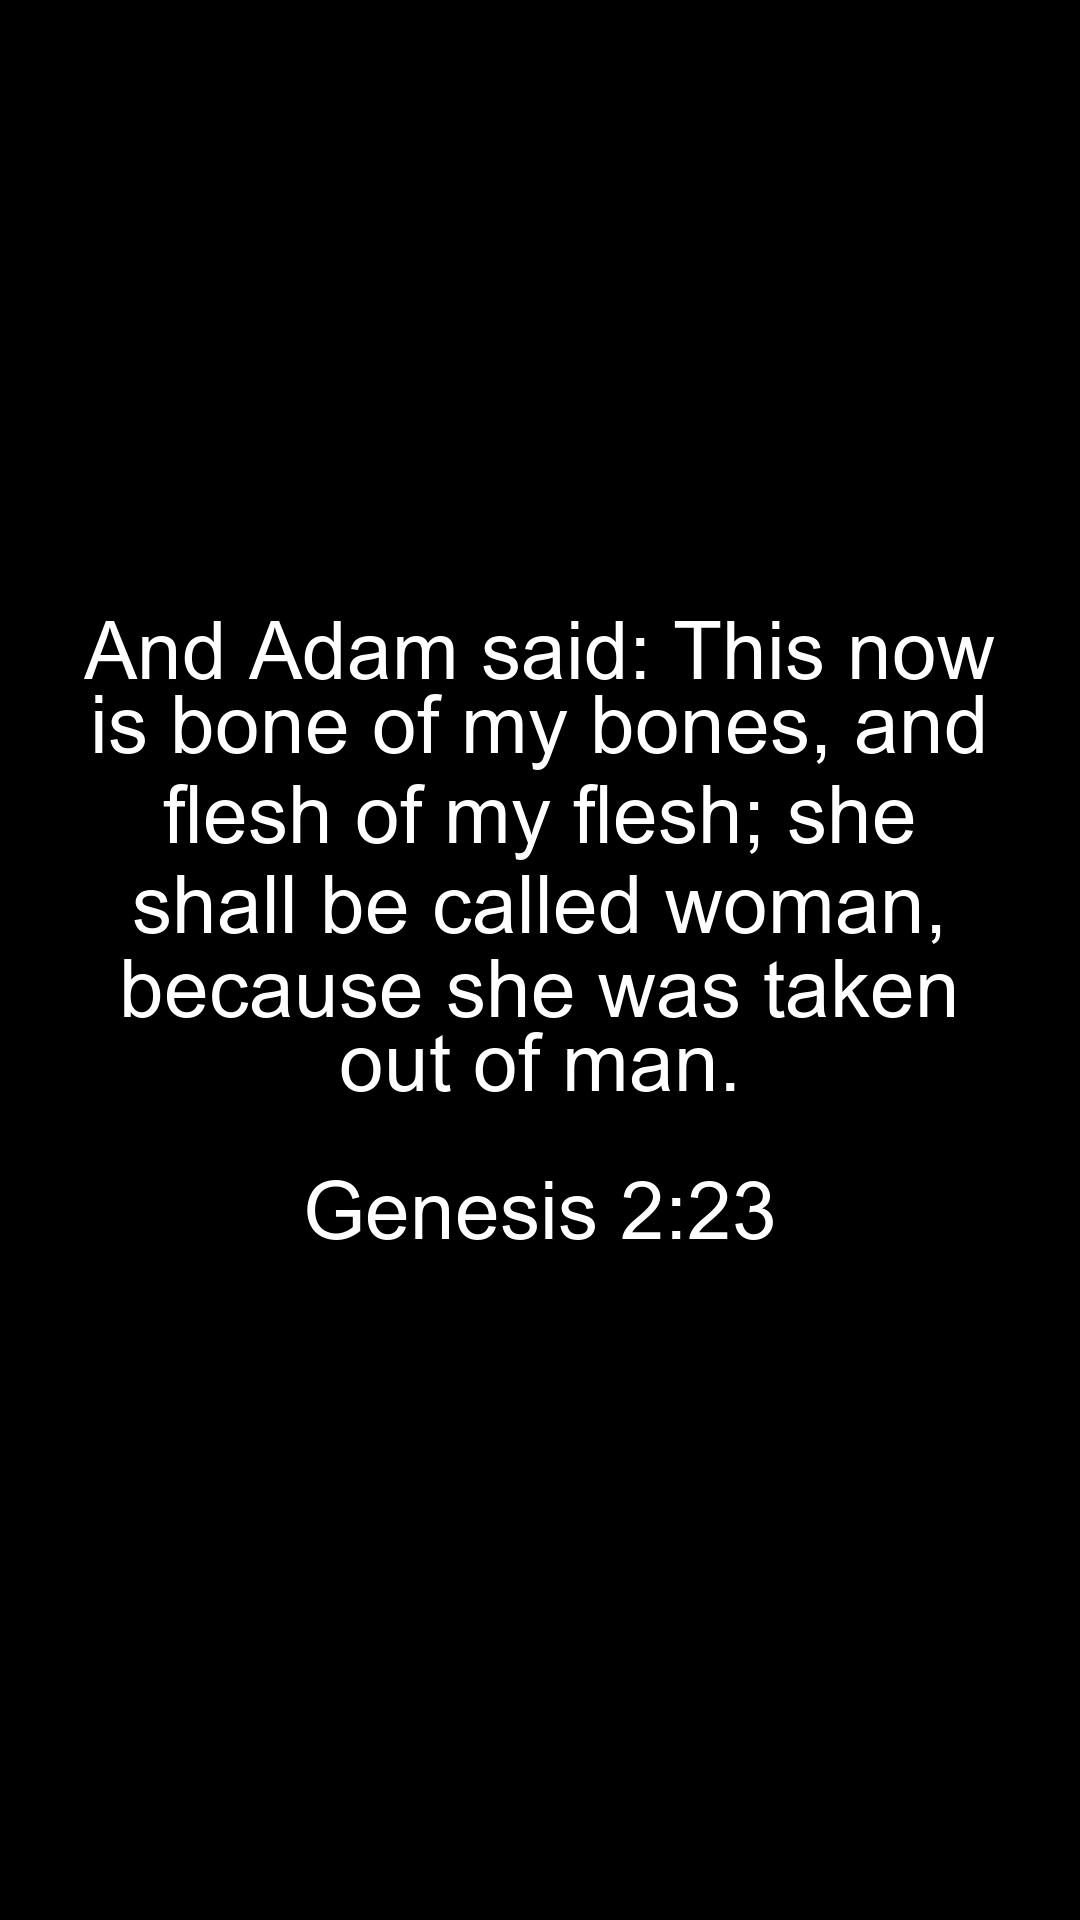 And Adam said: This now
is bone of my bones, and
flesh of my flesh; she
shall be called woman,
because she was taken
out of man.
Genesis 2:23